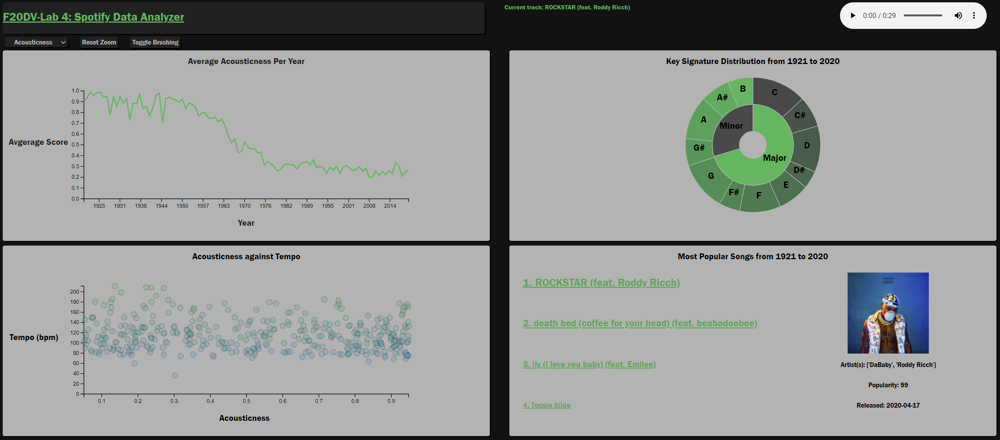 F20DV-Lab 4: Spotify Data Analyzer
Current track: ROCKSTAR (feat. Roddy Ricch)
0:00 / 0:29
Acousticness
Reset Zoom
Toggle Brushing
Average Acousticness Per Year
Avgerage Score
1.0
0.9
0.8
0.7
0.6
0.5
0.4
0.3
0.2
0.1
0.0
1925 1931 1938 1944 1950 1957 1963 1970 1976 1982 1989 1995 2001 2008 2014
Year
Key Signature Distribution from 1921 to 2020
C
C#
D
D#
E
F
F#
G
G#
A
A#
B
Minor
Major
Acousticness against Tempo
Tempo (bpm)
200
180
160
140
120
100
80
60
40
20
0
0.1 0.2 0.3 0.4 0.5 0.6 0.7 0.8 0.9
Acousticness
Most Popular Songs from 1921 to 2020
1. ROCKSTAR (feat. Roddy Ricch)
2. death bed (coffee for your head) (feat. beabadoobee)
3. ily (i love you baby) (feat. Emilee)
4. Toosie Slide
Artist(s): ['DaBaby', 'Roddy Ricch']
Popularity: 99
Released: 2020-04-17